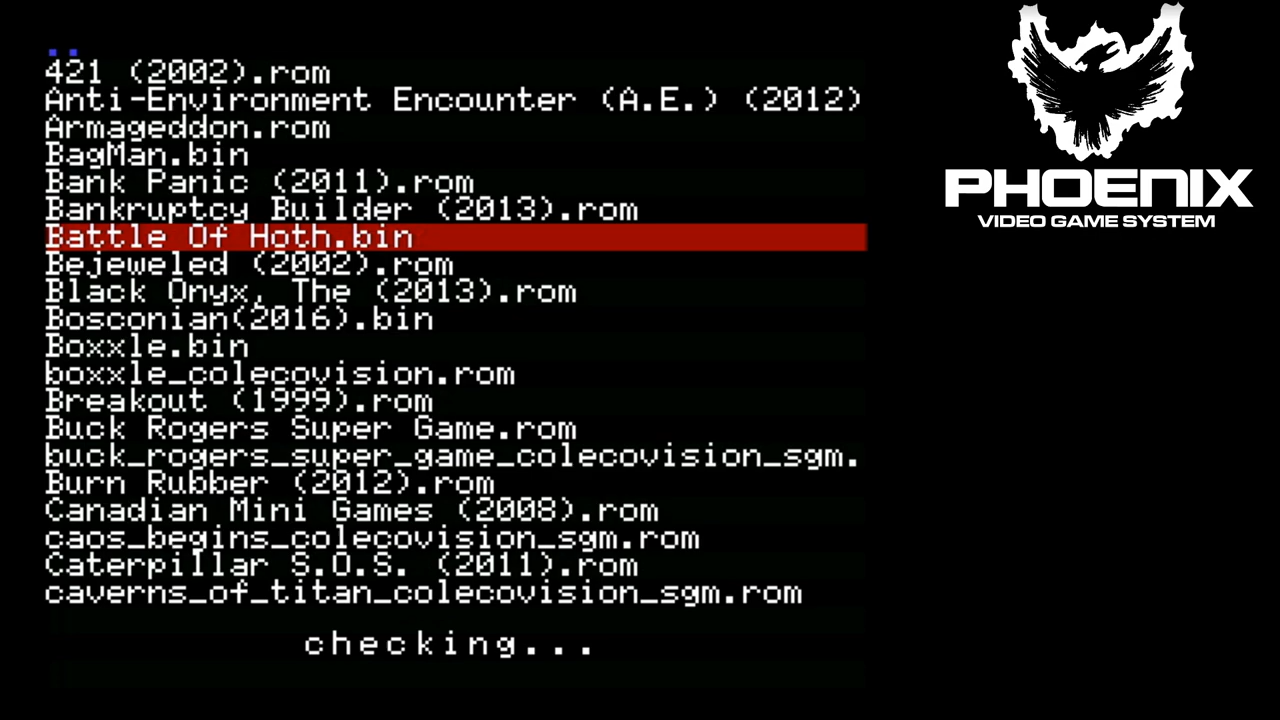 ..
421 (2002).rom
Anti-Environment Encounter (A.E.) (2012)
Armageddon.rom
BagMan.bin
Bank Panic (2011).rom
Bankruptcy Builder (2013).rom
Battle Of Hoth.bin
Bejeweled (2002).rom
Black Onyx, The (2013).rom
Bosconian(2016).bin
Boxxle.bin
boxxle_colecovision.rom
Breakout (1999).rom
Buck Rogers Super Game.rom
buck_rogers_super_game_colecovision_sgm.
Burn Rubber (2012).rom
Canadian Mini Games (2008).rom
caos_begins_colecovision_sgm.rom
Caterpillar S.O.S. (2011).rom
caverns_of_titan_colecovision_sgm.rom
checking...
PHOENIX
VIDEO GAME SYSTEM